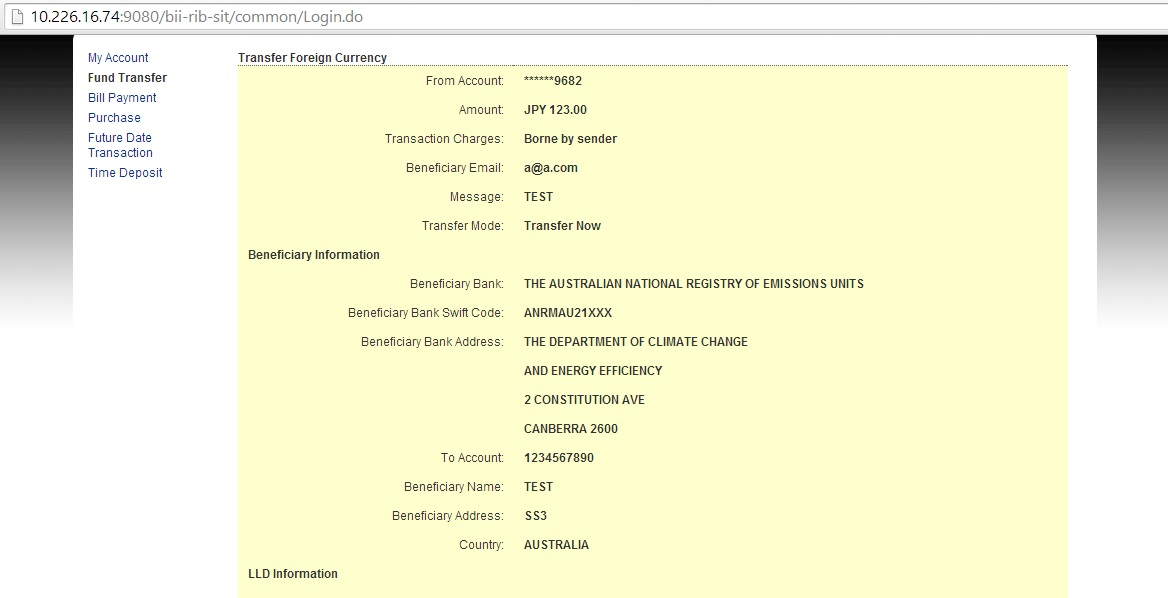 10.226.16.74:9080/bii-rib-sit/common/Login.do
My Account
Fund Transfer
Bill Payment
Purchase
Future Date
Transaction
Time Deposit
Transfer Foreign Currency
From Account: ******9682
Amount: JPY 123.00
Transaction Charges: Borne by sender
Beneficiary Email: a@a.com
Message: TEST
Transfer Mode: Transfer Now
Beneficiary Information
Beneficiary Bank: THE AUSTRALIAN NATIONAL REGISTRY OF EMISSIONS UNITS
Beneficiary Bank Swift Code: ANRMAU21XXX
Beneficiary Bank Address: THE DEPARTMENT OF CLIMATE CHANGE
AND ENERGY EFFICIENCY
2 CONSTITUTION AVE
CANBERRA 2600
To Account: 1234567890
Beneficiary Name: TEST
Beneficiary Address: SS3
Country: AUSTRALIA
LLD Information